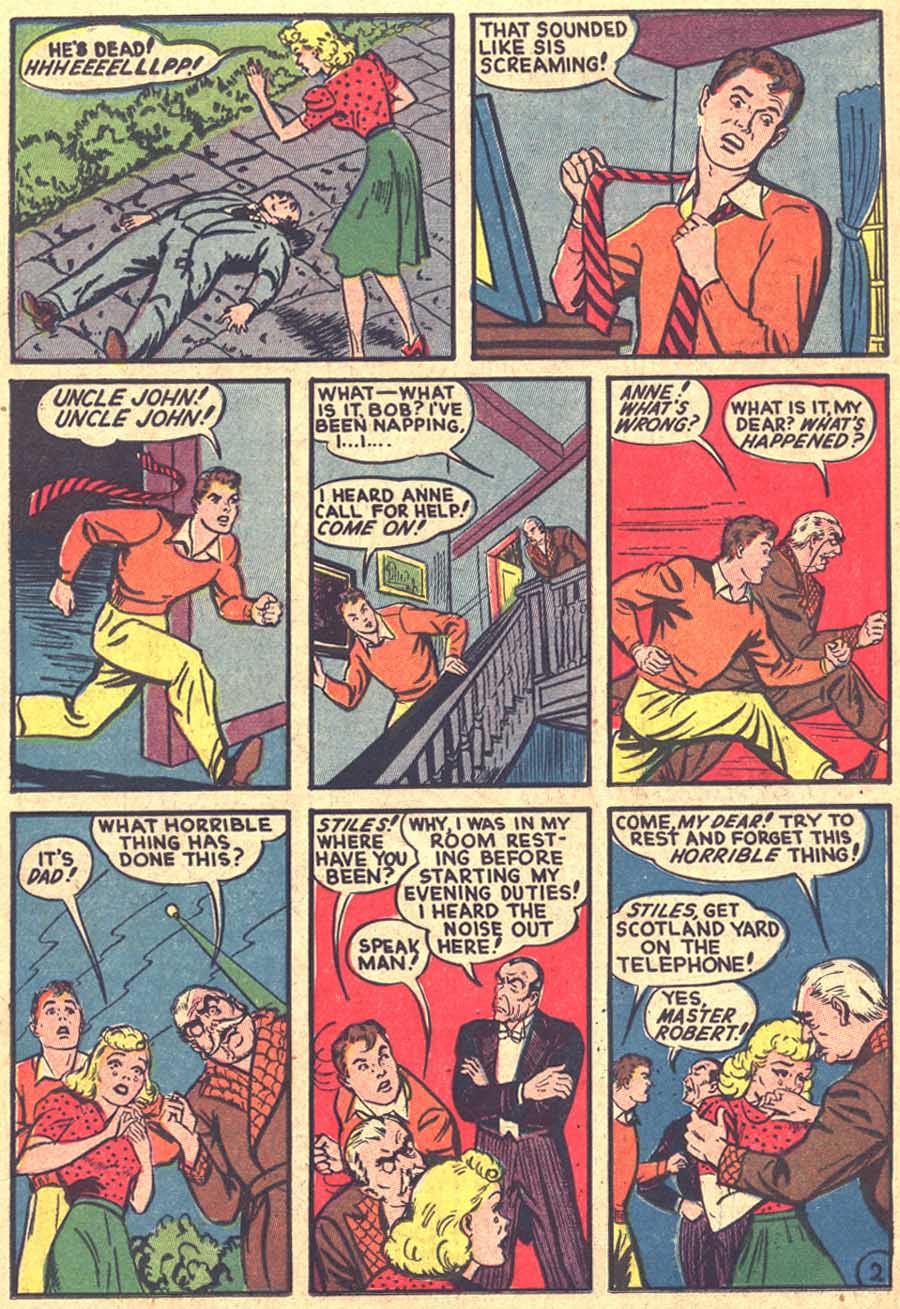 HE'S DEAD!
HHHEEEELLLPP!
THAT SOUNDED
LIKE SIS
SCREAMING!
UNCLE JOHN!
UNCLE JOHN!
WHAT—WHAT
IS IT, BOB? I'VE
BEEN NAPPING,
I...I....
I HEARD ANNE
CALL FOR HELP!
COME ON!
ANNE!
WHAT'S
WRONG?
WHAT IS IT, MY
DEAR? WHAT'S
HAPPENED?
IT'S
DAD!
WHAT HORRIBLE
THING HAS
DONE THIS?
STILES!
WHERE
HAVE YOU
BEEN?
SPEAK
MAN!
WHY, I WAS IN MY
ROOM REST-
ING BEFORE
STARTING MY
EVENING DUTIES!
I HEARD THE
NOISE OUT
HERE!
COME, MY DEAR! TRY TO
REST AND FORGET THIS
HORRIBLE THING!
STILES, GET
SCOTLAND YARD
ON THE
TELEPHONE!
YES,
MASTER
ROBERT!
2